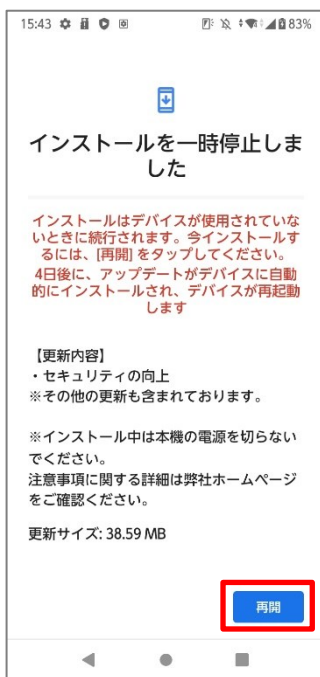 15:43 83%
インストールを一時停止しま
した
インストールはデバイスが使用されていな
いときに続行されます。今インストールす
るには、[再開] をタップしてください。
4日後に、アップデートがデバイスに自動
的にインストールされ、デバイスが再起動
します
【更新内容】
・セキュリティの向上
※その他の更新も含まれております。
※インストール中は本機の電源を切らない
でください。
注意事項に関する詳細は弊社ホームページ
をご確認ください。
更新サイズ: 38.59 MB
再開